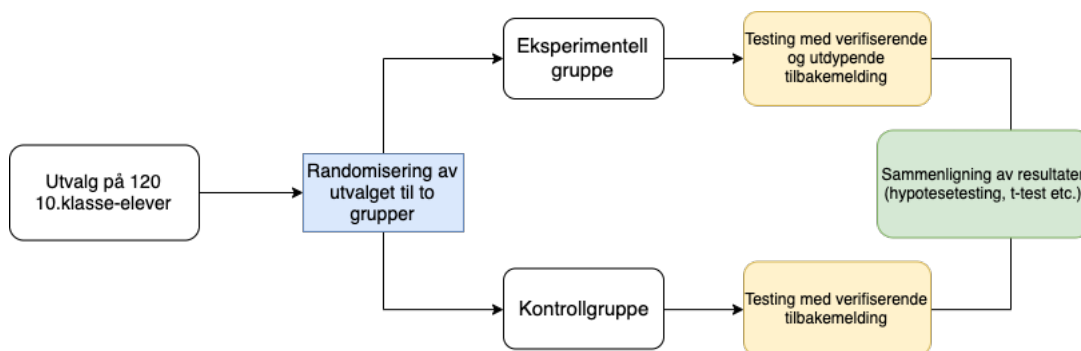 Utvalg på 120
10.klasse-elever
Randomisering av
utvalget til to
grupper
Eksperimentell
gruppe
Testing med verifiserende
og utdypende
tilbakemelding
Kontrollgruppe
Testing med verifiserende
tilbakemelding
Sammenligning av resultater
(hypotesetesting, t-test etc.)